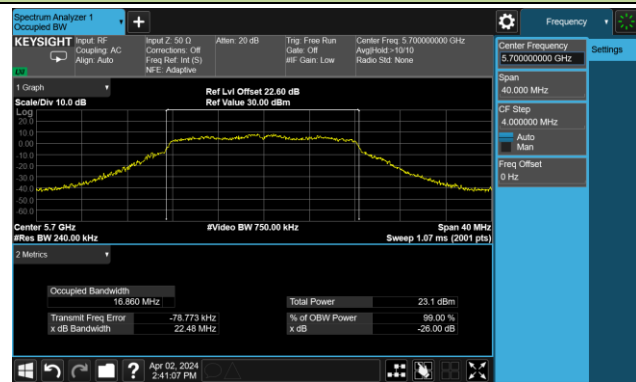 Spectrum Analyzer 1
Occupied BW
Frequency
KEYSIGHT
Input: RF
Coupling: AC
Align: Auto
Input Z: 50 Ω
Corrections: Off
Freq Ref: Int (S)
NFE: Adaptive
Atten: 20 dB
Trig: Free Run
Gate: Off
#IF Gain: Low
Center Freq: 5.700000000 GHz
Avg|Hold:>10/10
Radio Std: None
Center Frequency
5.700000000 GHz
Settings
Span
40.000 MHz
CF Step
4.000000 MHz
Auto
Man
Freq Offset
0 Hz
1 Graph
Scale/Div 10.0 dB
Ref Lvl Offset 22.60 dB
Ref Value 30.00 dBm
Log
20.0
10.0
0.00
-10.0
-20.0
-30.0
-40.0
-50.0
-60.0
Center 5.7 GHz
#Res BW 240.00 kHz
#Video BW 750.00 kHz
Span 40 MHz
Sweep 1.07 ms (2001 pts)
2 Metrics
Occupied Bandwidth
16.860 MHz
Total Power 23.1 dBm
Transmit Freq Error -78.773 kHz
% of OBW Power 99.00 %
x dB Bandwidth 22.48 MHz
x dB -26.00 dB
?
Apr 02, 2024
2:41:07 PM